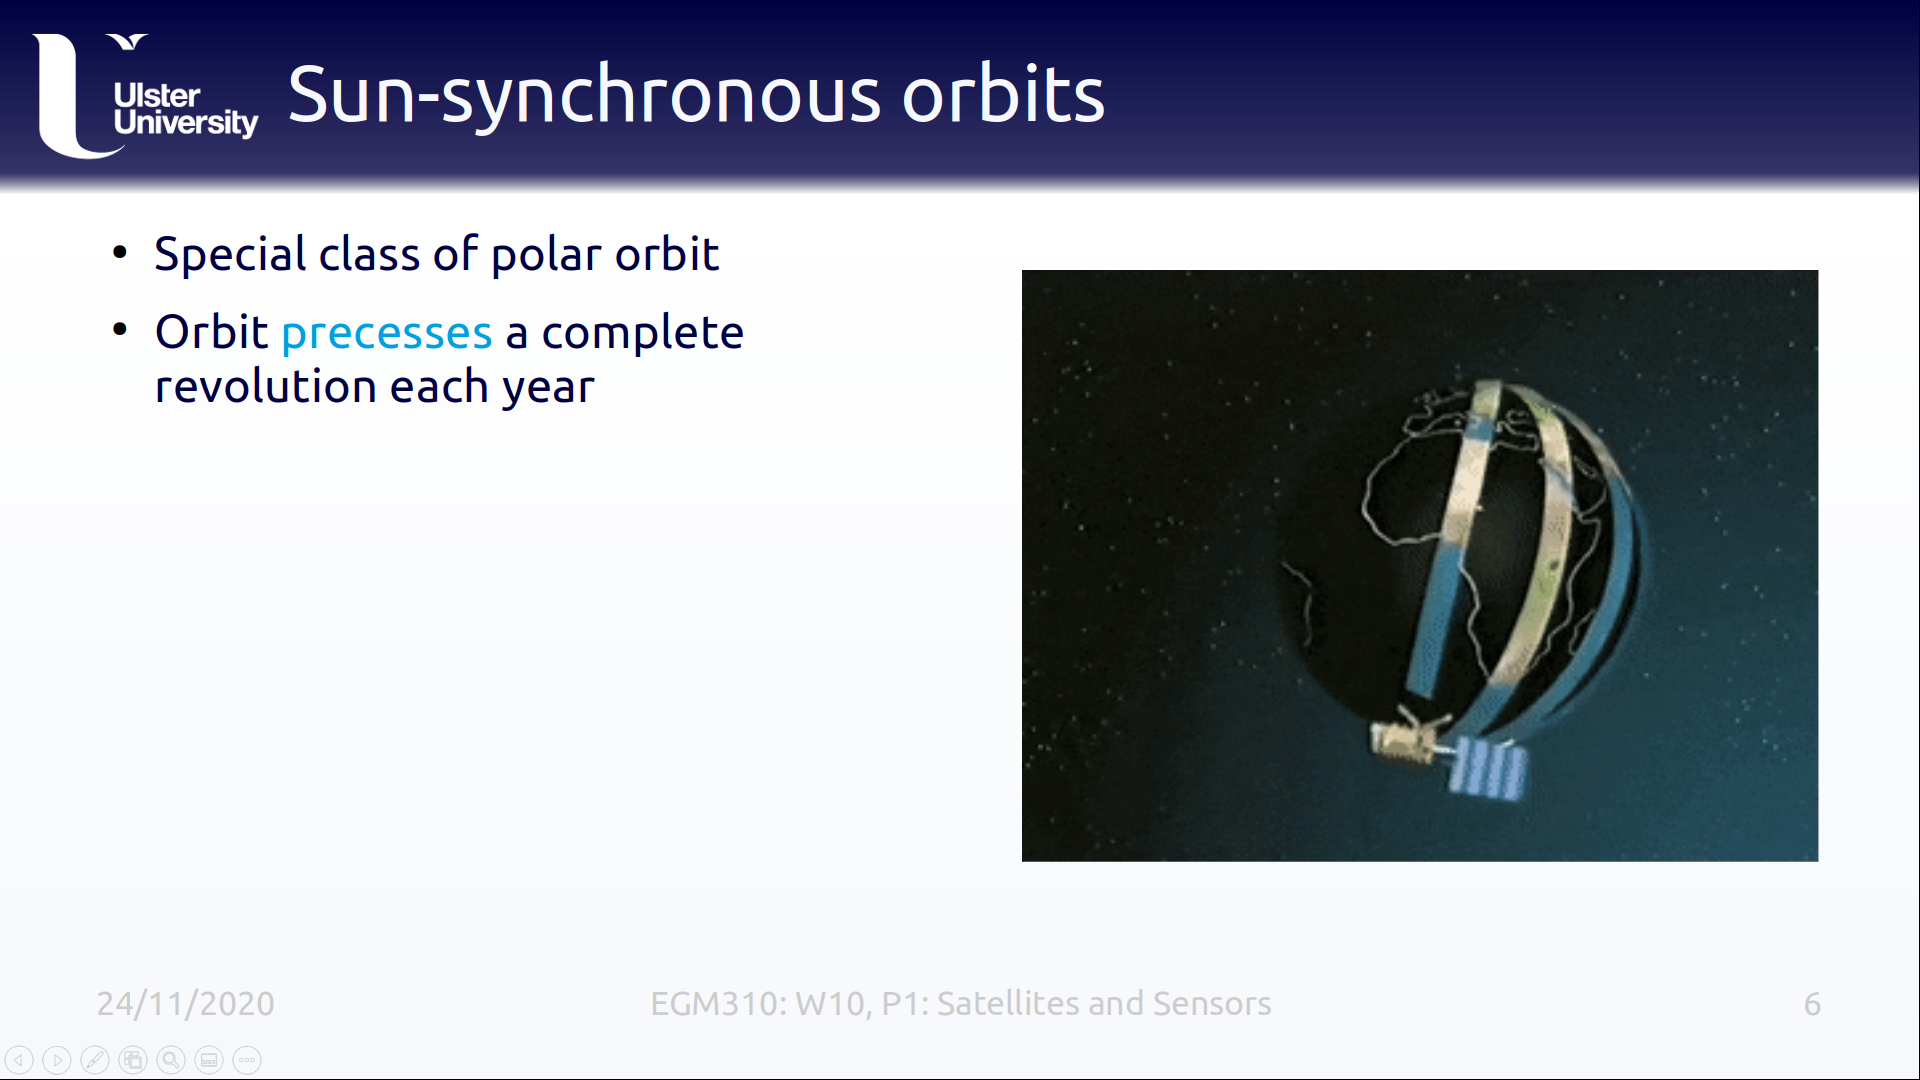 Ulster
University
Sun-synchronous orbits
• Special class of polar orbit
• Orbit precesses a complete
revolution each year
24/11/2020
EGM310: W10, P1: Satellites and Sensors
6